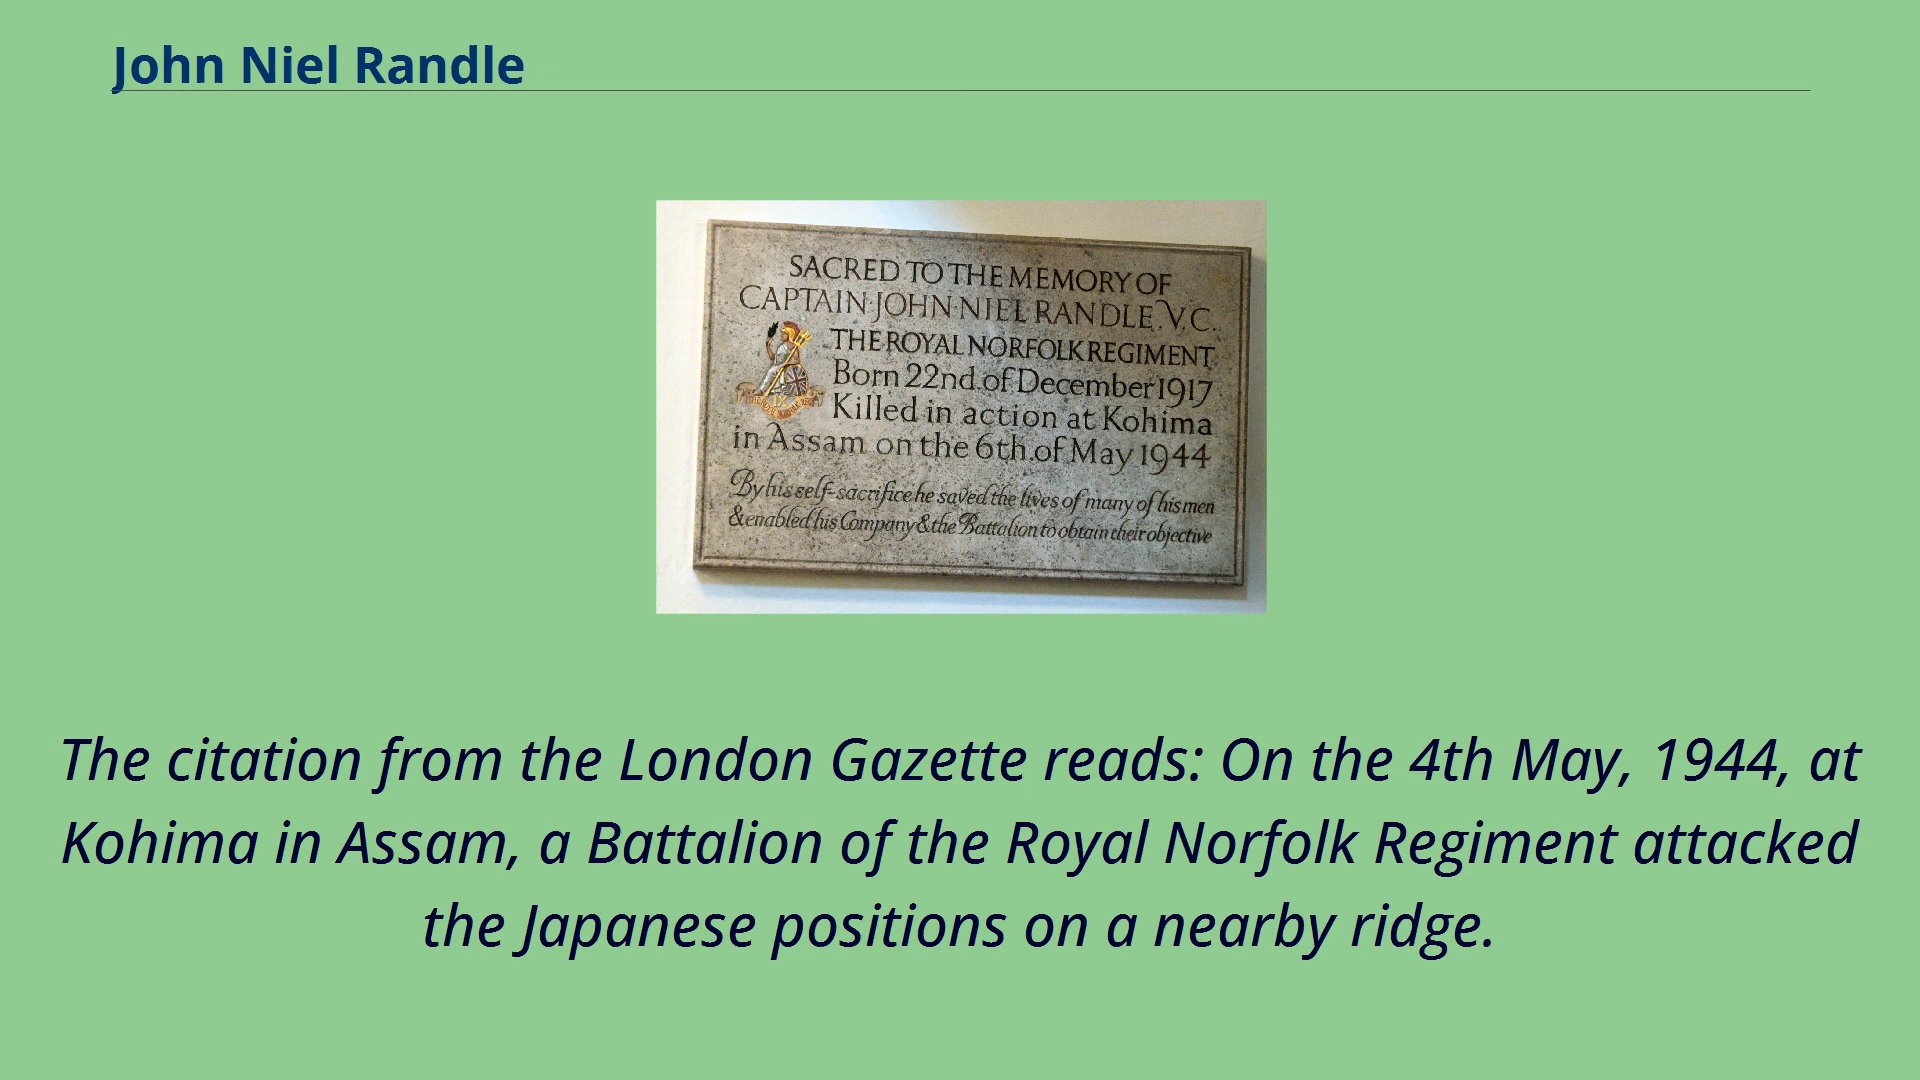 John Niel Randle
SACRED TO THE MEMORY OF
CAPTAIN·JOHN·NIEL RANDLE.V.C.
THE ROYAL NORFOLK REGIMENT
Born 22nd.of December 1917
Killed in action at Kohima
in Assam on the 6th.of May 1944
By his self-sacrifice he saved the lives of many of his men
& enabled his Company & the Battalion to obtain their objective
The citation from the London Gazette reads: On the 4th May, 1944, at
Kohima in Assam, a Battalion of the Royal Norfolk Regiment attacked
the Japanese positions on a nearby ridge.